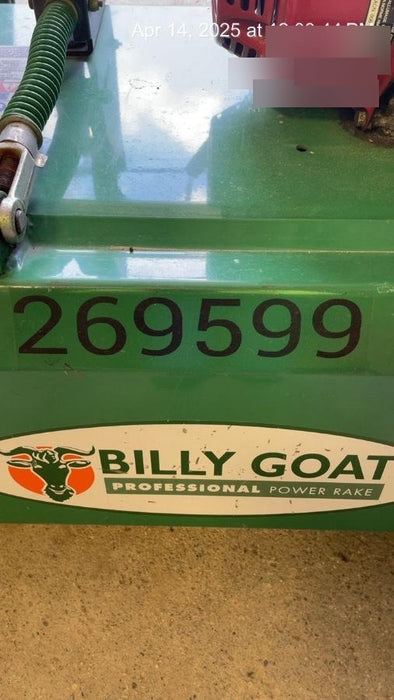 Apr 14, 2025 at
269599
BILLY GOAT
PROFESSIONAL POWER RAKE